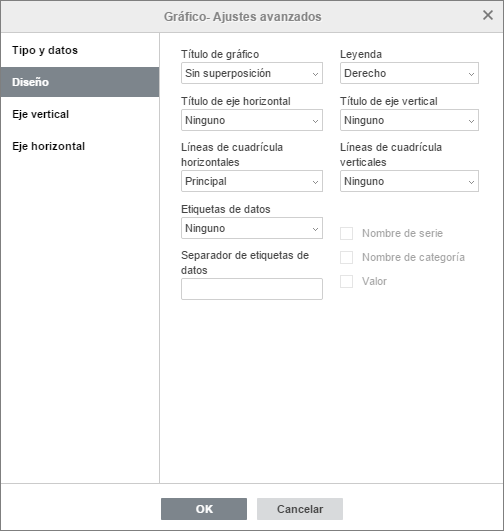 Gráfico- Ajustes avanzados
Tipo y datos
Diseño
Eje vertical
Eje horizontal
Título de gráfico
Sin superposición
Leyenda
Derecho
Título de eje horizontal
Ninguno
Título de eje vertical
Ninguno
Líneas de cuadrícula
horizontales
Principal
Líneas de cuadrícula
verticales
Ninguno
Etiquetas de datos
Ninguno
Separador de etiquetas de
datos
Nombre de serie
Nombre de categoría
Valor
OK
Cancelar